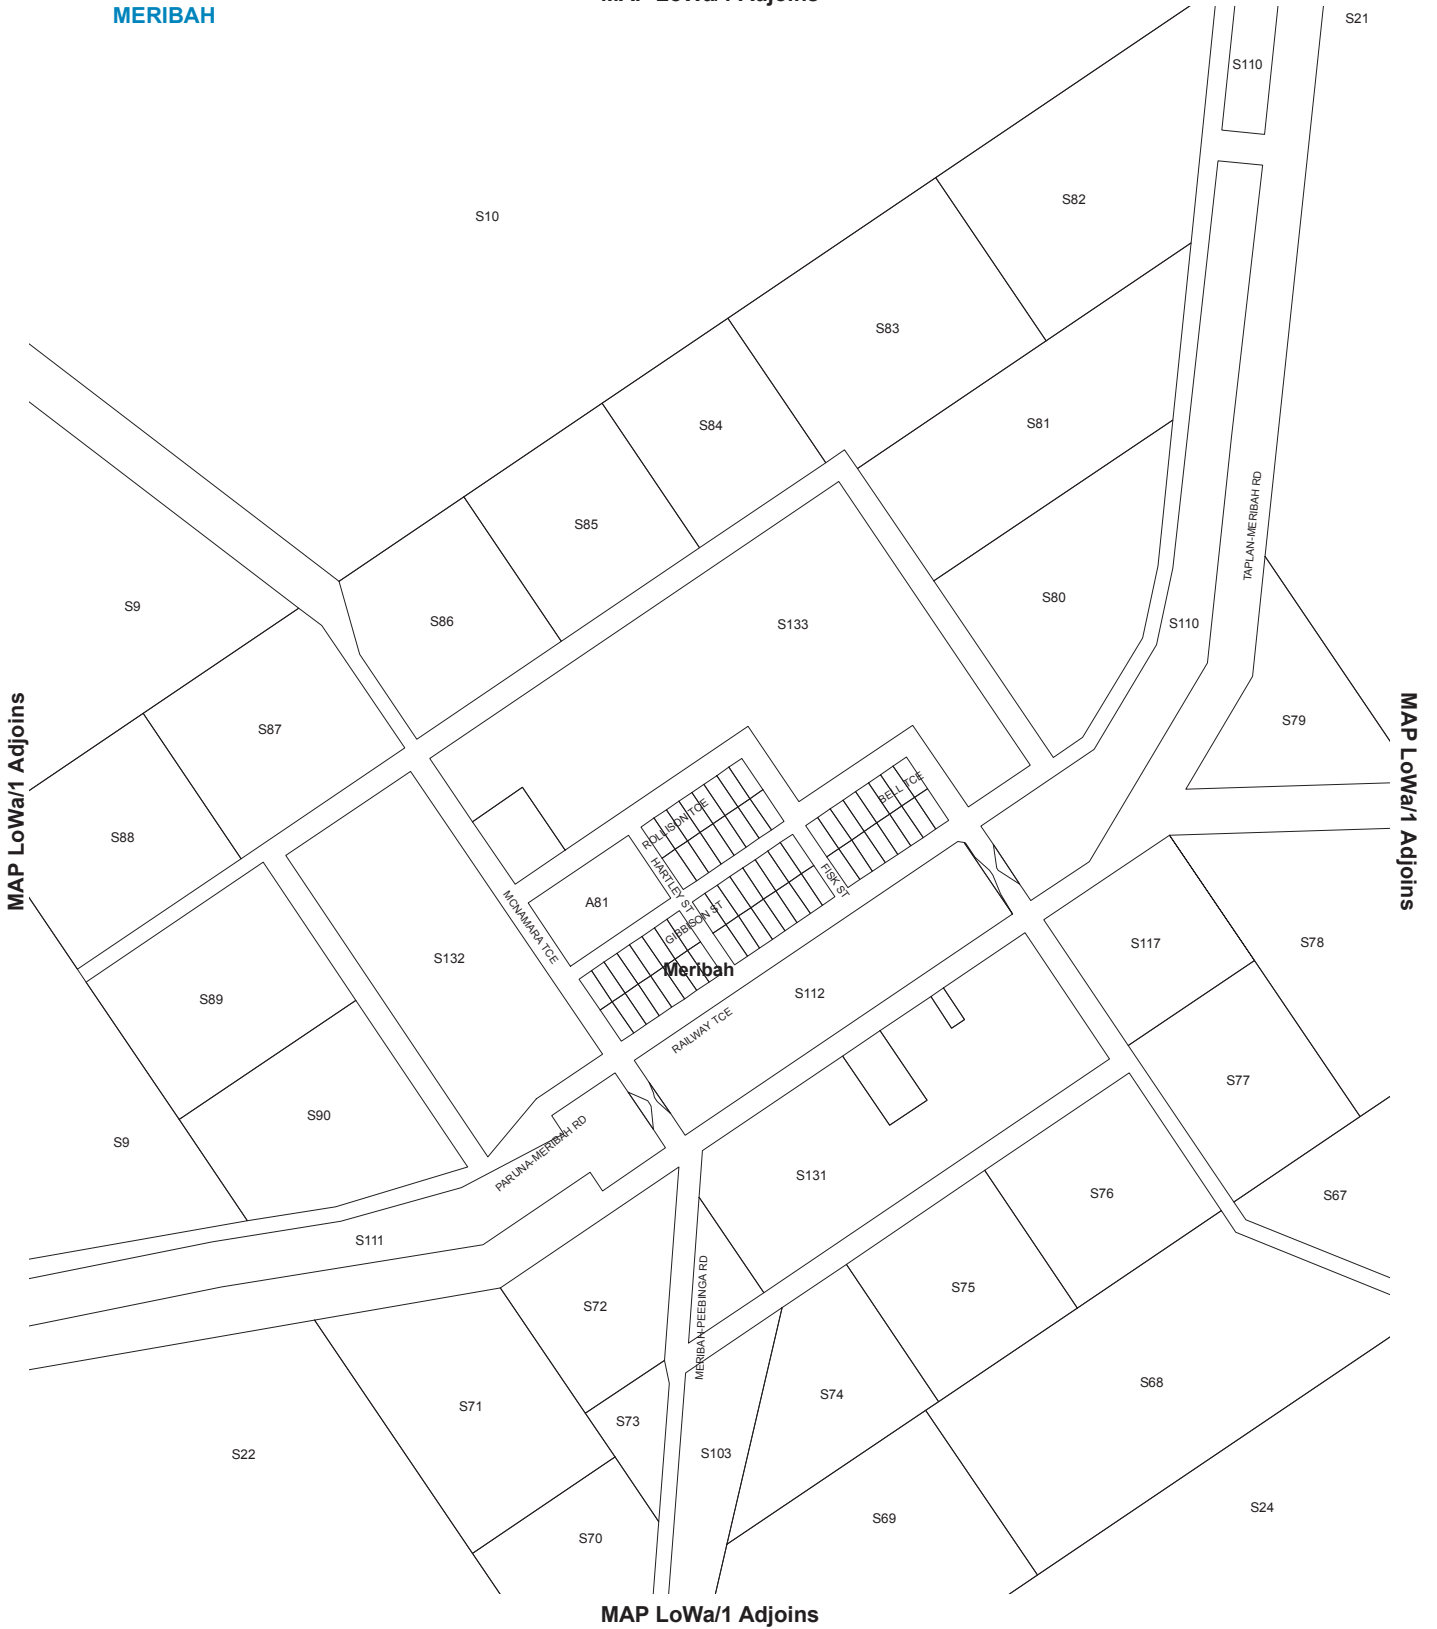 MAP LoWa/1 Adjoins
MERIBAH
S21
S110
S82
S10
S83
S84
S81
S85
TAPLAN-MERIBAH RD
S9
S86
S80
S133
S110
S87
S79
MAP LoWa/1 Adjoins
MAP LoWa/1 Adjoins
S88
BELL TCE
ROLLISON TCE
HARTLEY ST
FISK ST
A81
MCNAMARA TCE
GIBBISON ST
S132
Meribah
S117
S78
S89
S112
RAILWAY TCE
S77
S90
S9
PARUNA-MERIBAH RD
S131
S76
S67
S111
S72
MERIBAH-PEEBINGA RD
S75
S71
S74
S68
S73
S22
S103
S24
S70
S69
MAP LoWa/1 Adjoins